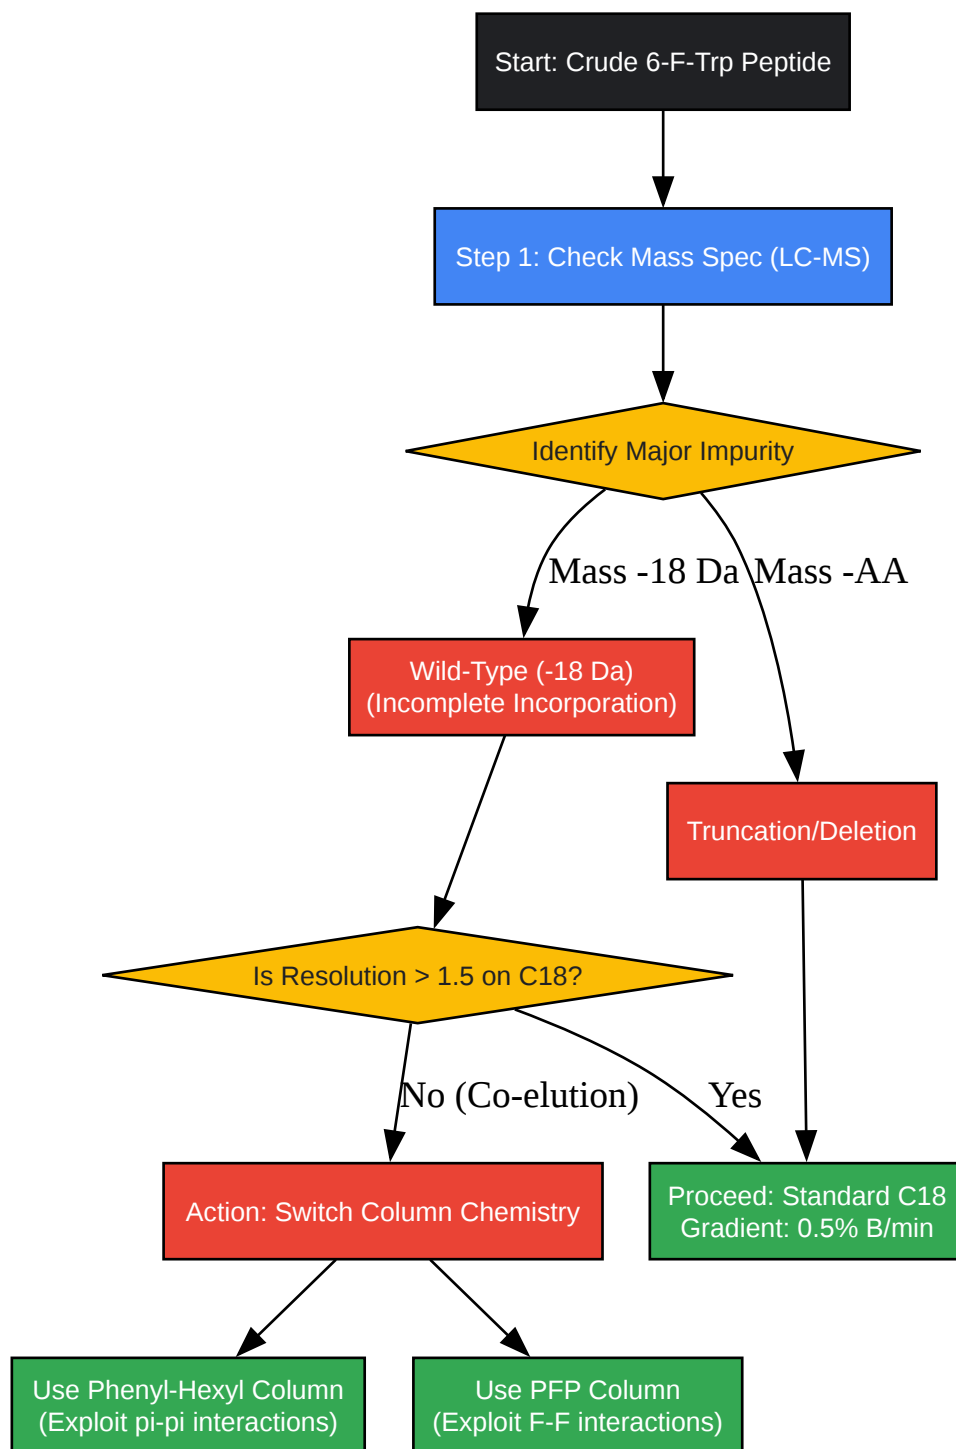 Start: Crude 6-F-Trp Peptide
Step 1: Check Mass Spec (LC-MS)
Identify Major Impurity
Mass -18 Da
Mass -AA
Wild-Type (-18 Da)
(Incomplete Incorporation)
Truncation/Deletion
Is Resolution > 1.5 on C18?
No (Co-elution)
Yes
Action: Switch Column Chemistry
Proceed: Standard C18
Gradient: 0.5% B/min
Use Phenyl-Hexyl Column
(Exploit pi-pi interactions)
Use PFP Column
(Exploit F-F interactions)